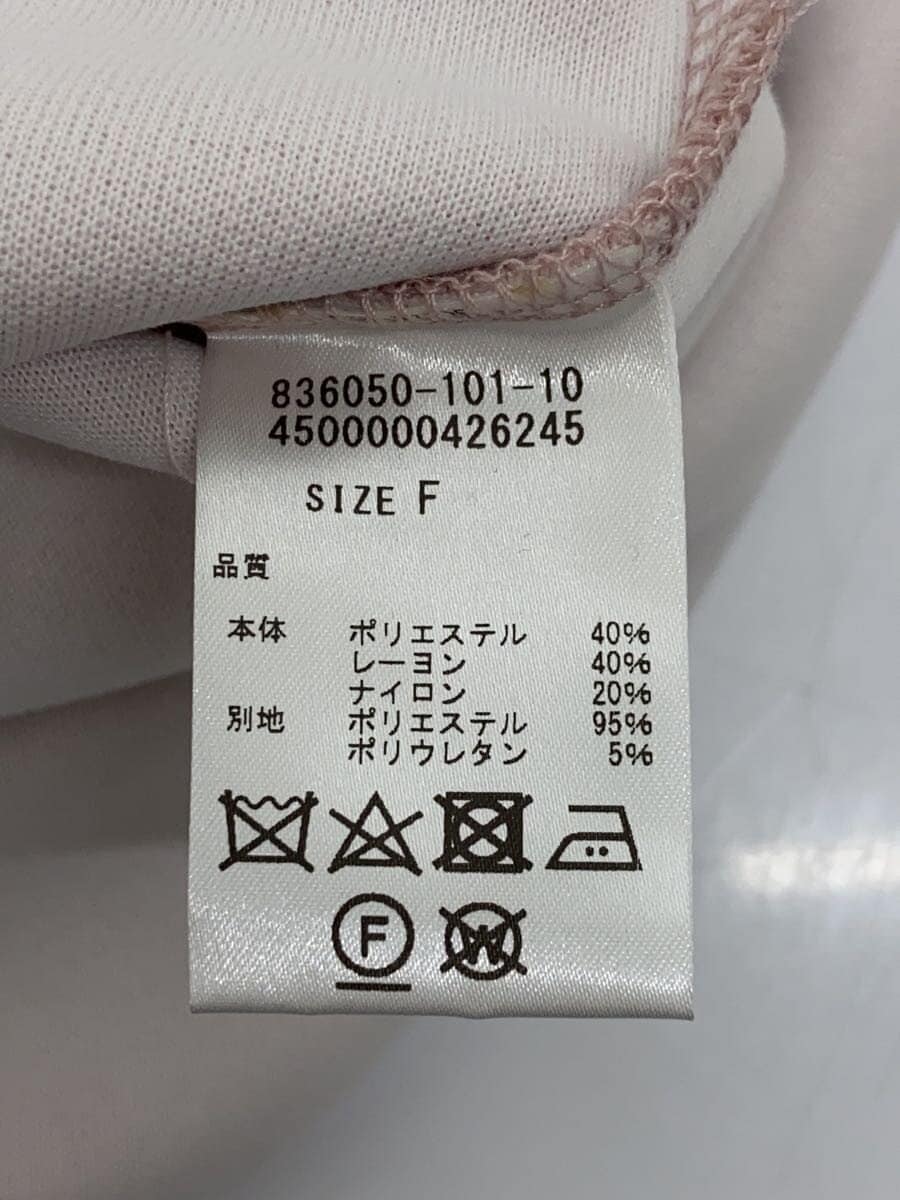 836050-101-10
4500000426245
SIZE F
品質
本体 ポリエステル 40%
レーヨン 40%
ナイロン 20%
別地 ポリエステル 95%
ポリウレタン 5%
F
W